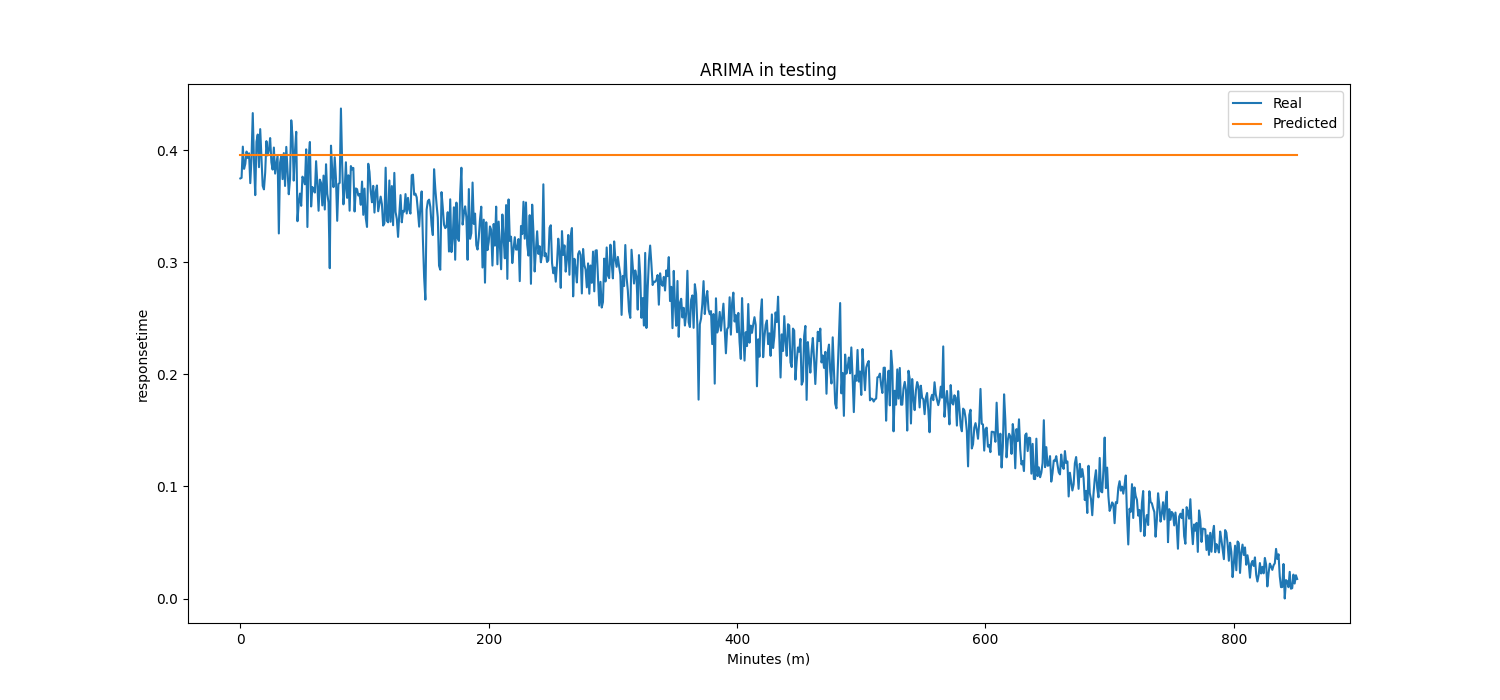 ARIMA in testing
Real
Predicted
0.4
0.3
0.2
0.1
0.0
responsetime
0 200 400 600 800
Minutes (m)